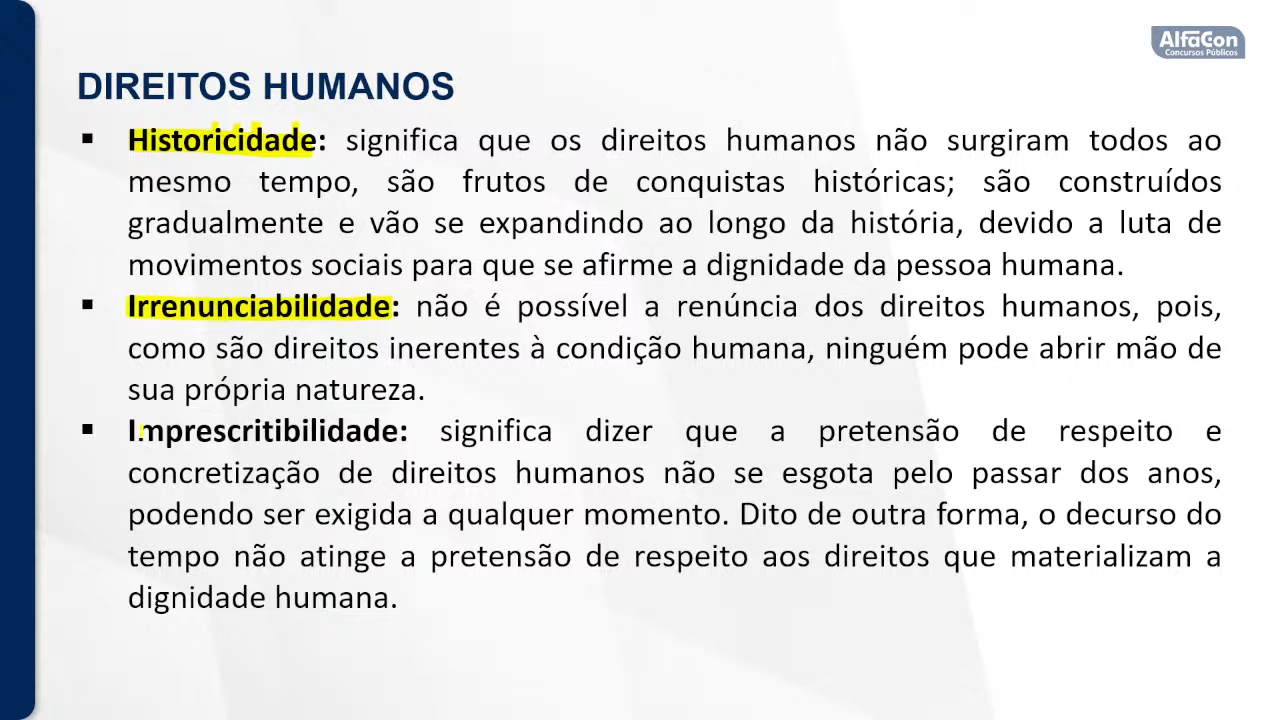 AlfaCon
Concursos Públicos
DIREITOS HUMANOS
▪ Historicidade: significa que os direitos humanos não surgiram todos ao
mesmo tempo, são frutos de conquistas históricas; são construídos
gradualmente e vão se expandindo ao longo da história, devido a luta de
movimentos sociais para que se afirme a dignidade da pessoa humana.
▪ Irrenunciabilidade: não é possível a renúncia dos direitos humanos, pois,
como são direitos inerentes à condição humana, ninguém pode abrir mão de
sua própria natureza.
▪ Imprescritibilidade: significa dizer que a pretensão de respeito e
concretização de direitos humanos não se esgota pelo passar dos anos,
podendo ser exigida a qualquer momento. Dito de outra forma, o decurso do
tempo não atinge a pretensão de respeito aos direitos que materializam a
dignidade humana.